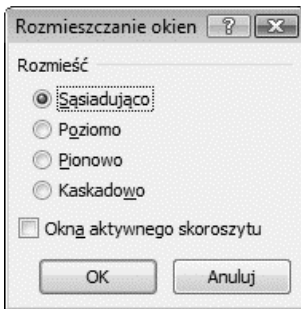 Rozmieszczanie okien
Rozmieść
Sąsiadująco
Poziomo
Pionowo
Kaskadowo
Okna aktywnego skoroszytu
OK Anuluj